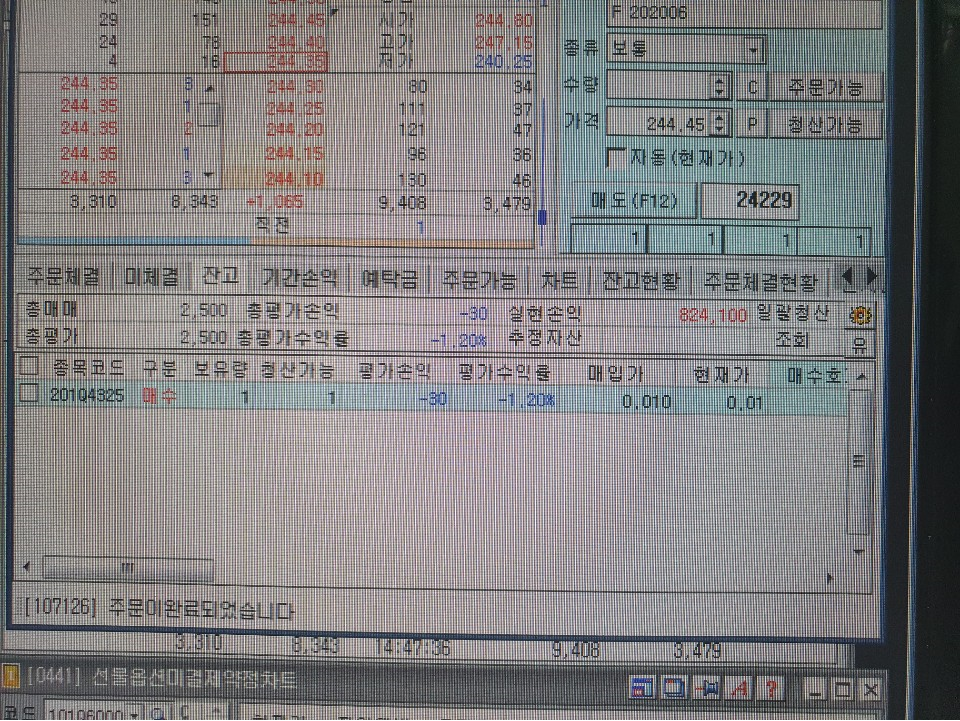 F 202006
29 151 244.45 시가 244.80
24 78 244.40 고가 247.15
4 16 244.35 저가 240.25
종류 보통
244.35 3 244.30 80 34
수량 C 주문가능
244.35 1 244.25 111 37
가격 244.45 P 청산가능
244.35 2 244.20 121 47
244.35 1 244.15 96 36
자동(현재가)
244.35 3 244.10 130 46
3,310 8,343 +1,065 9,408 3,479
매도(F12) 24229
직전 1
1 1 1 1
주문체결 미체결 잔고 기간손익 예탁금 주문가능 차트 잔고현황 주문체결현황
총매매 2,500 총평가손익 -30 실현손익 824,100 일괄청산
총평가 2,500 총평가수익률 -1.20% 추정자산 조회 유
종목코드 구분 보유량 청산가능 평가손익 평가수익률 매입가 현재가 매수호
201Q4325 매수 1 1 -30 -1.20% 0.010 0.01
[107126] 주문이완료되었습니다
3,310 8,343 14:47:36 9,408 3,479
[0441] 선물옵션미결제약정차트
코드 10106000